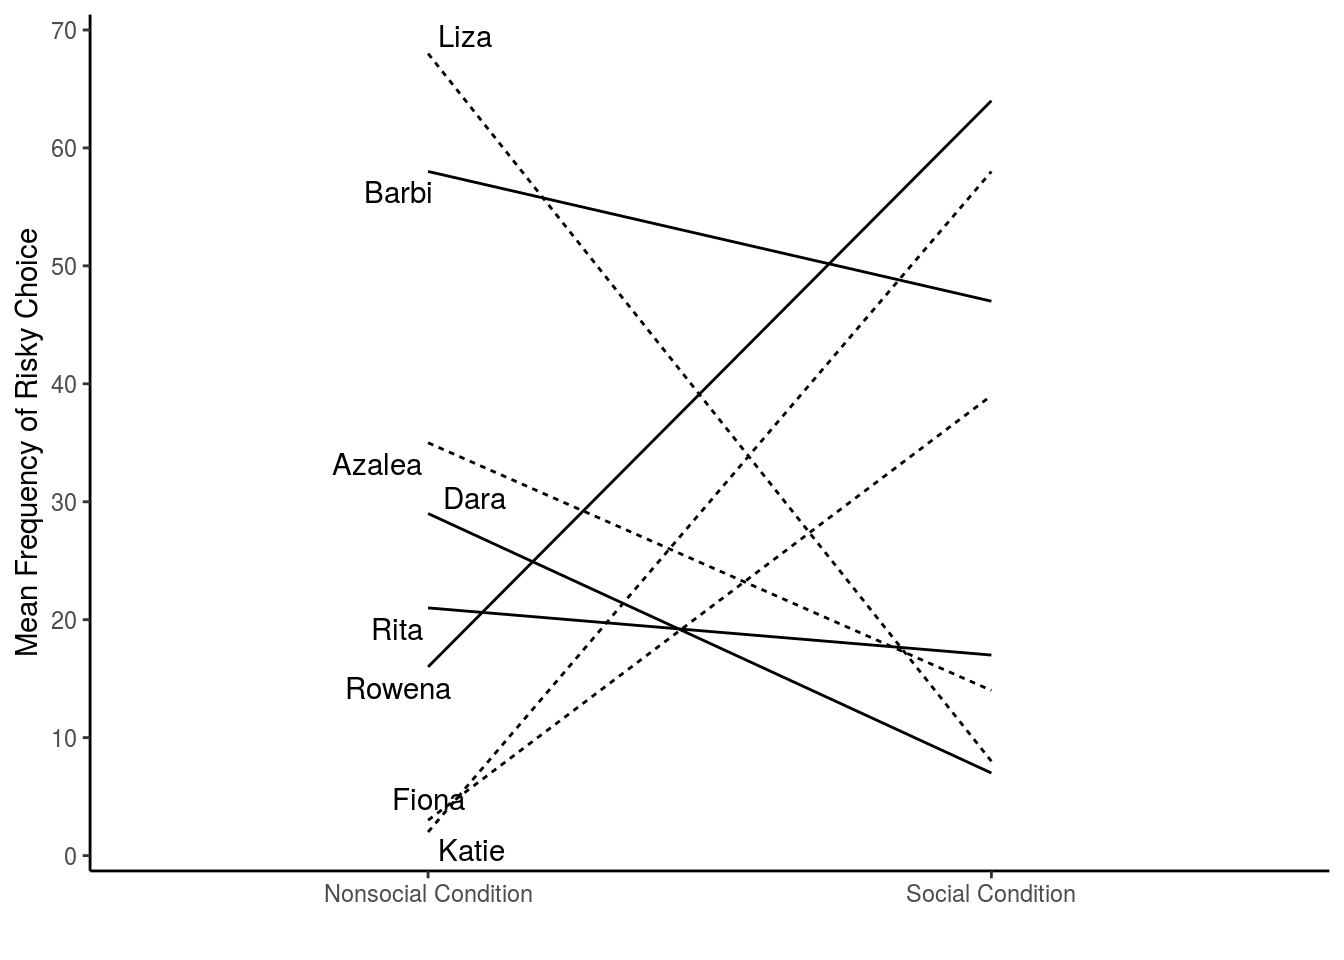 Mean Frequency of Risky Choice
70
60
50
40
30
20
10
0
Liza
Barbi
Azalea
Dara
Rita
Rowena
Fiona
Katie
Nonsocial Condition
Social Condition